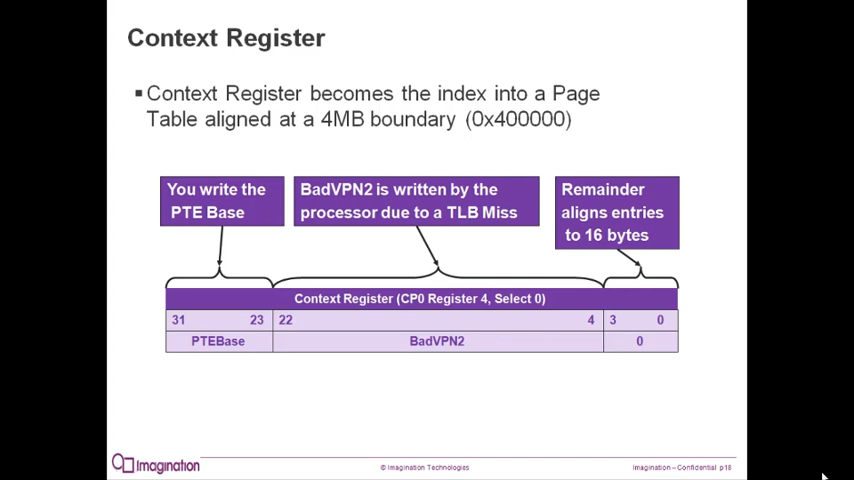 Context Register
▪ Context Register becomes the index into a Page
Table aligned at a 4MB boundary (0x400000)
You write the
PTE Base
BadVPN2 is written by the
processor due to a TLB Miss
Remainder
aligns entries
to 16 bytes
Context Register (CP0 Register 4, Select 0)
31 23 22 4 3 0
PTEBase BadVPN2 0
Imagination © Imagination Technologies Imagination – Confidential p18